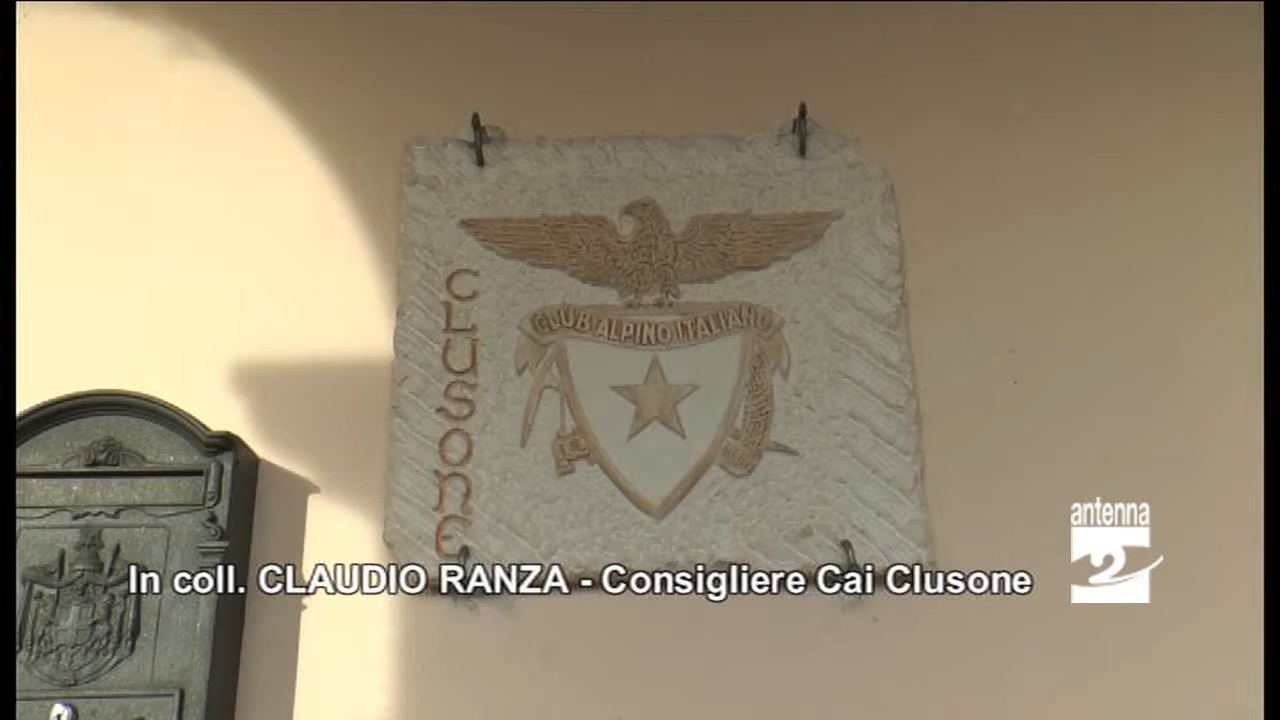 CLUSONE
CLUB ALPINO ITALIANO
In coll. CLAUDIO RANZA - Consigliere Cai Clusone
antenna
2